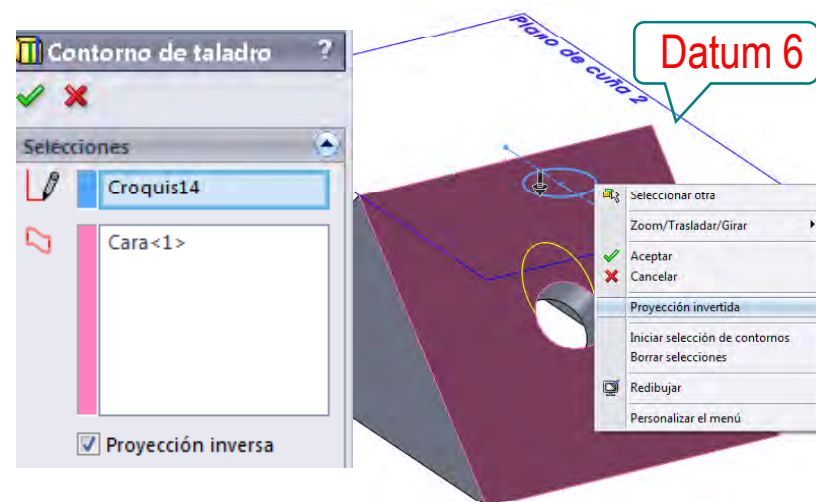 Contorno de taladro ?
Selecciones
Croquis14
Cara<1>
Proyección inversa
Plano de cuña 2
Datum 6
Seleccionar otra
Zoom/Trasladar/Girar
Aceptar
Cancelar
Proyección invertida
Iniciar selección de contornos
Borrar selecciones
Redibujar
Personalizar el menú